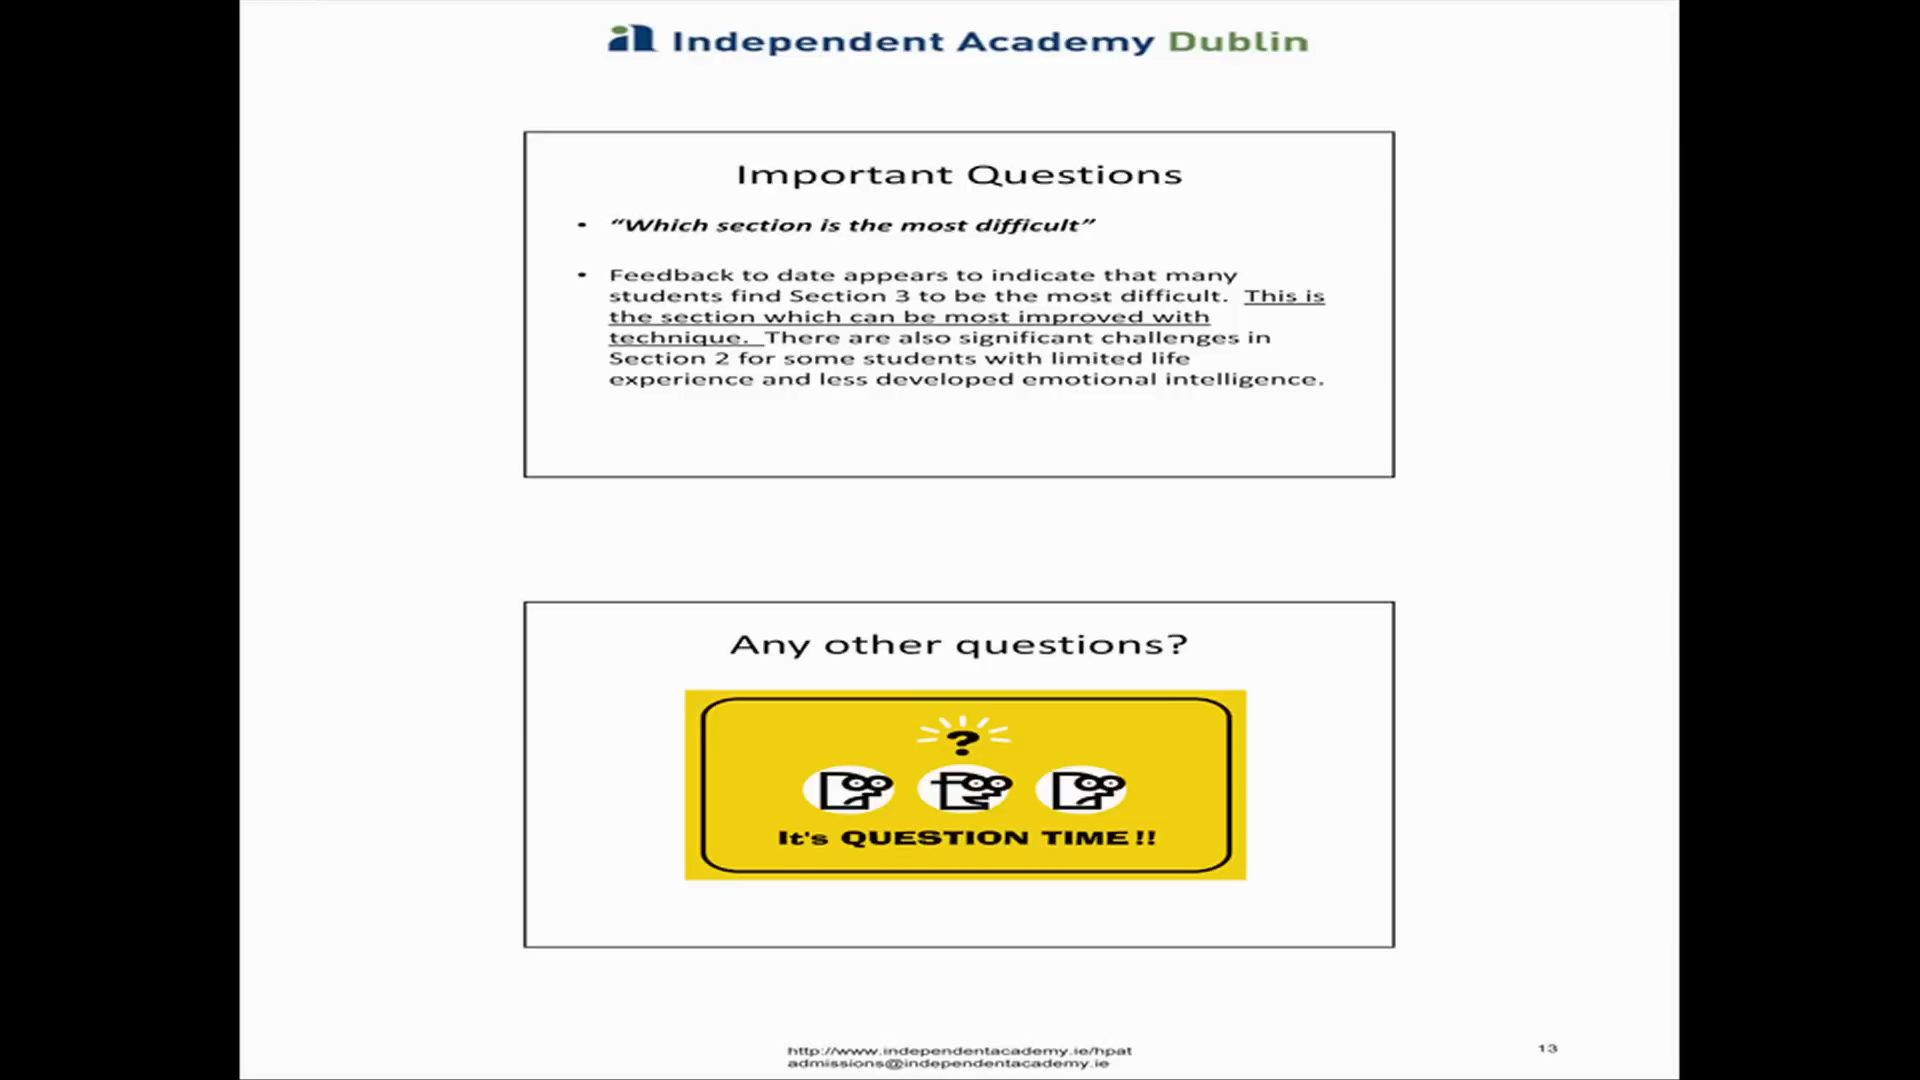 Independent Academy Dublin
Important Questions
• “Which section is the most difficult”
• Feedback to date appears to indicate that many
students find Section 3 to be the most difficult. This is
the section which can be most improved with
technique. There are also significant challenges in
Section 2 for some students with limited life
experience and less developed emotional intelligence.
Any other questions?
?
It's QUESTION TIME!!
http://www.independentacademy.ie/hpat
admissions@independentacademy.ie
13